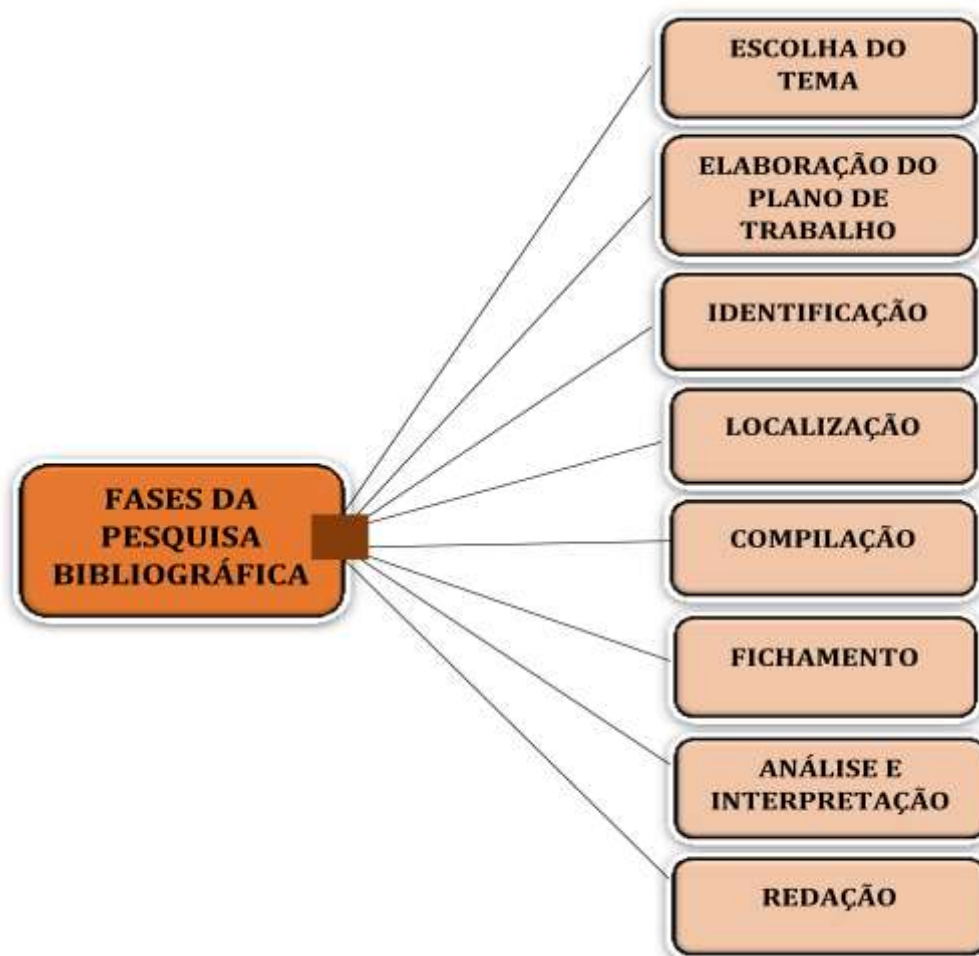 ESCOLHA DO
TEMA
ELABORAÇÃO DO
PLANO DE
TRABALHO
IDENTIFICAÇÃO
LOCALIZAÇÃO
FASES DA
PESQUISA
BIBLIOGRÁFICA
COMPILAÇÃO
FICHAMENTO
ANÁLISE E
INTERPRETAÇÃO
REDAÇÃO